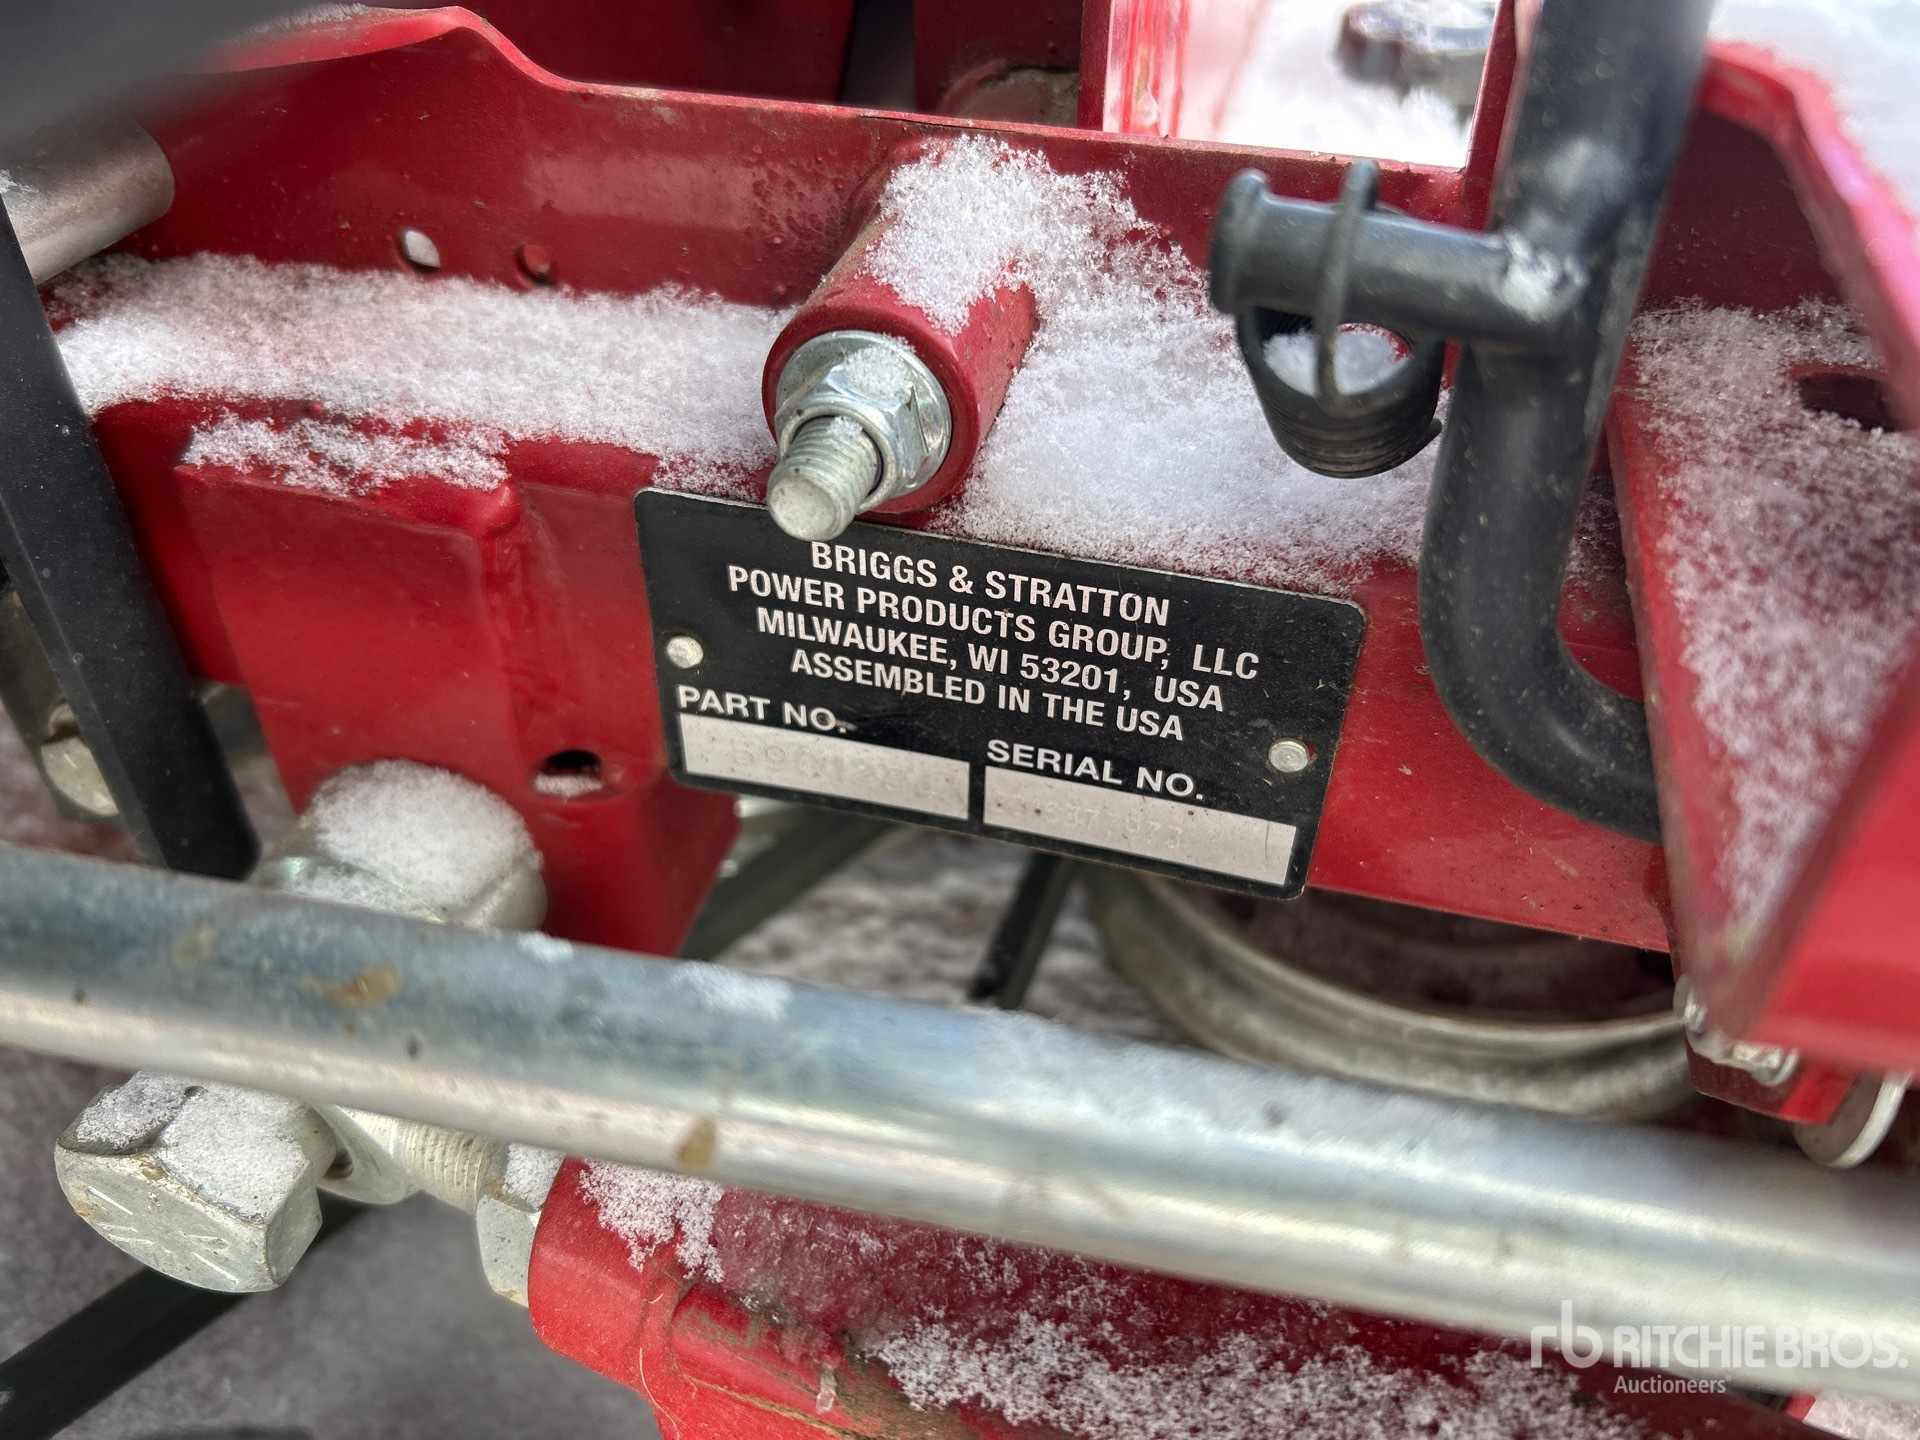 BRIGGS & STRATTON
POWER PRODUCTS GROUP, LLC
MILWAUKEE, WI 53201, USA
ASSEMBLED IN THE USA
PART NO.
SERIAL NO.
rb RITCHIE BROS.
Auctioneers